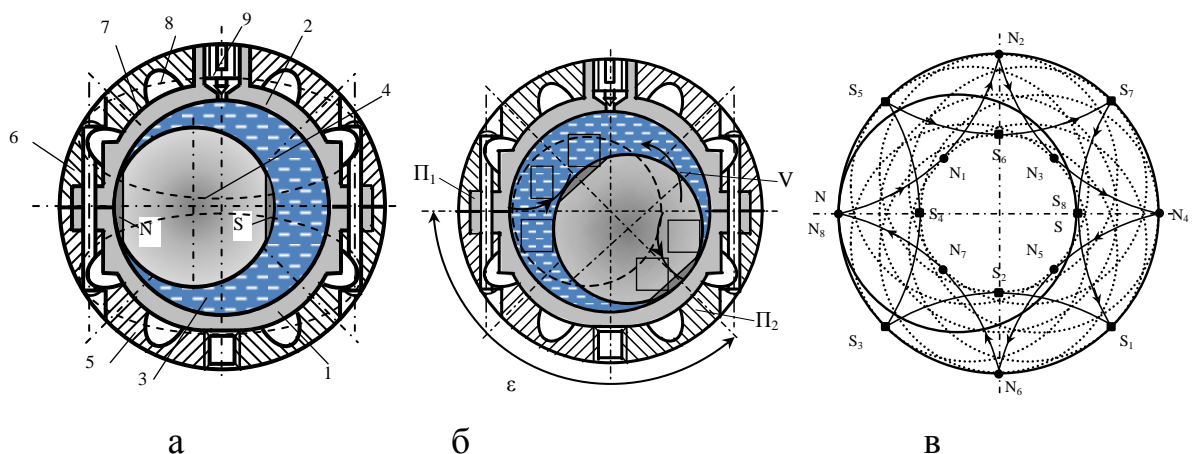 7 8 9 2
4
6
N S
5 3 1
а
П₁
V
П₂
ε
б
N₂
S₅ S₇
S₆
N₁ N₃
N S₄ S₈ N₄
N₈ S
N₇ N₅
S₂
S₃ S₁
N₆
в